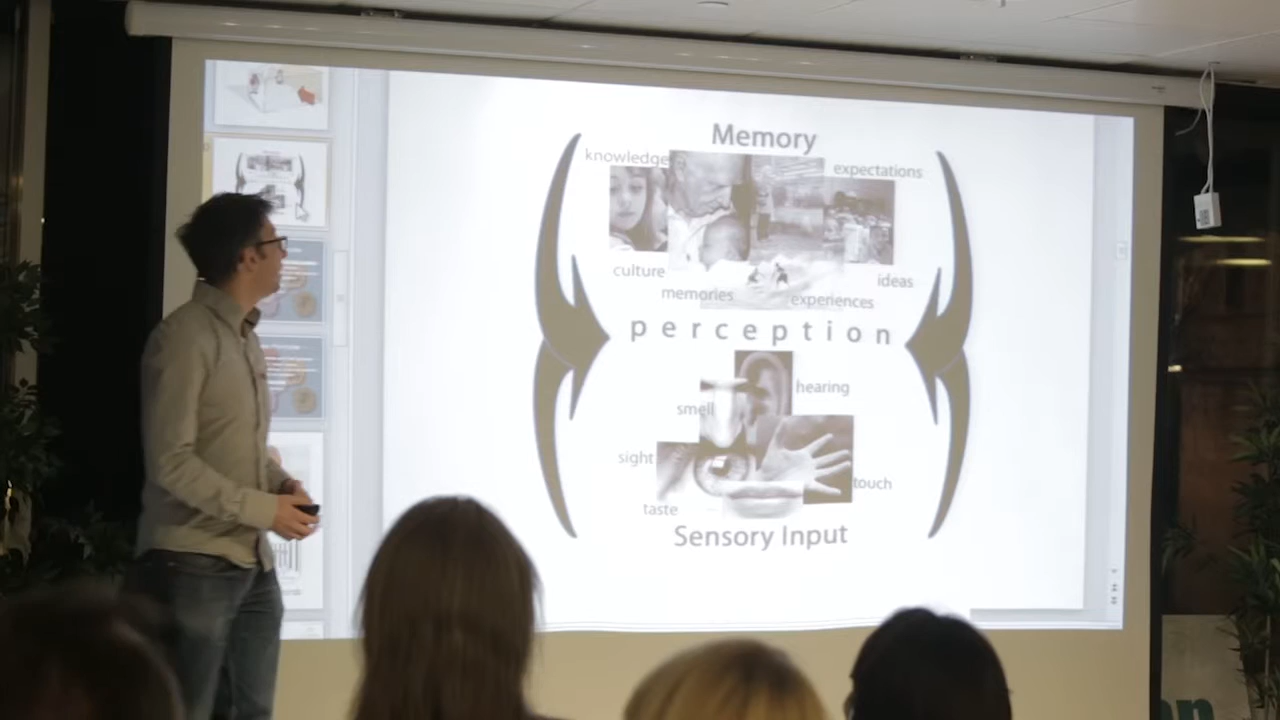 Memory
knowledge
expectations
culture
ideas
memories
experiences
perception
hearing
smell
sight
touch
taste
Sensory Input